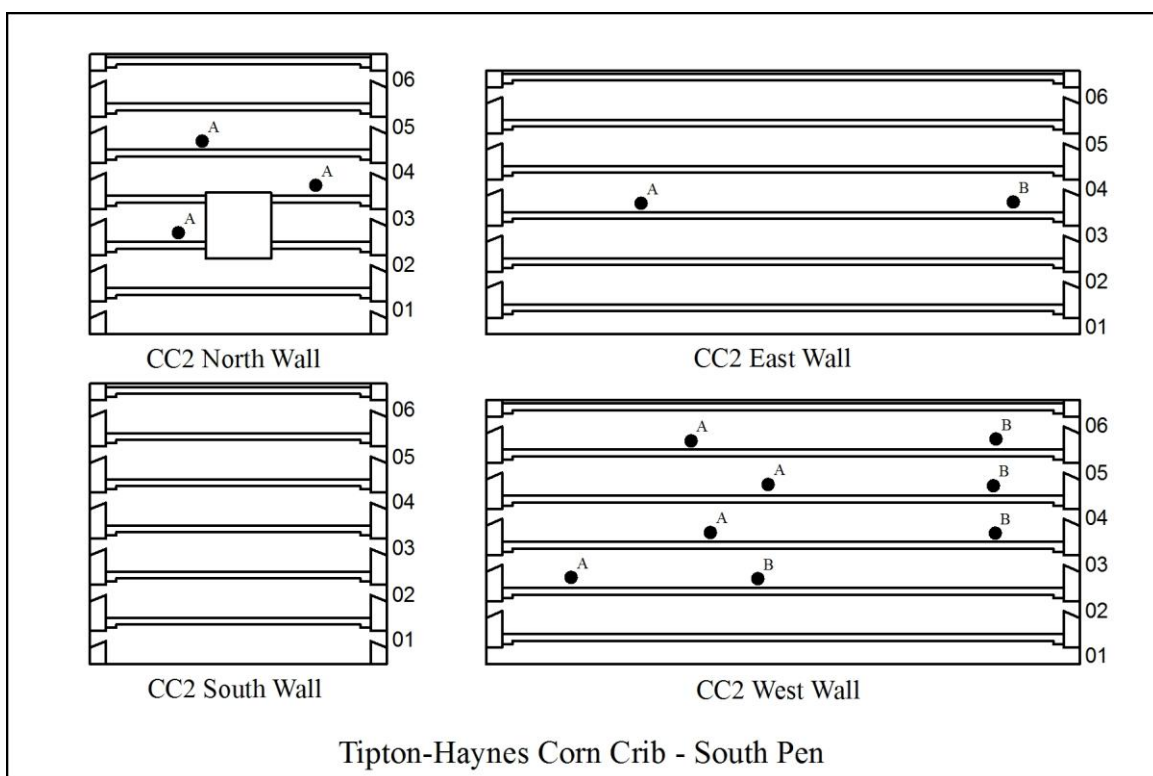 06
A
05
A
04
A
03
02
01
CC2 North Wall
06
05
A
B
04
03
02
01
CC2 East Wall
06
05
04
03
02
01
CC2 South Wall
A
B
06
A
B
05
A
B
04
A
B
03
02
01
CC2 West Wall
Tipton-Haynes Corn Crib - South Pen